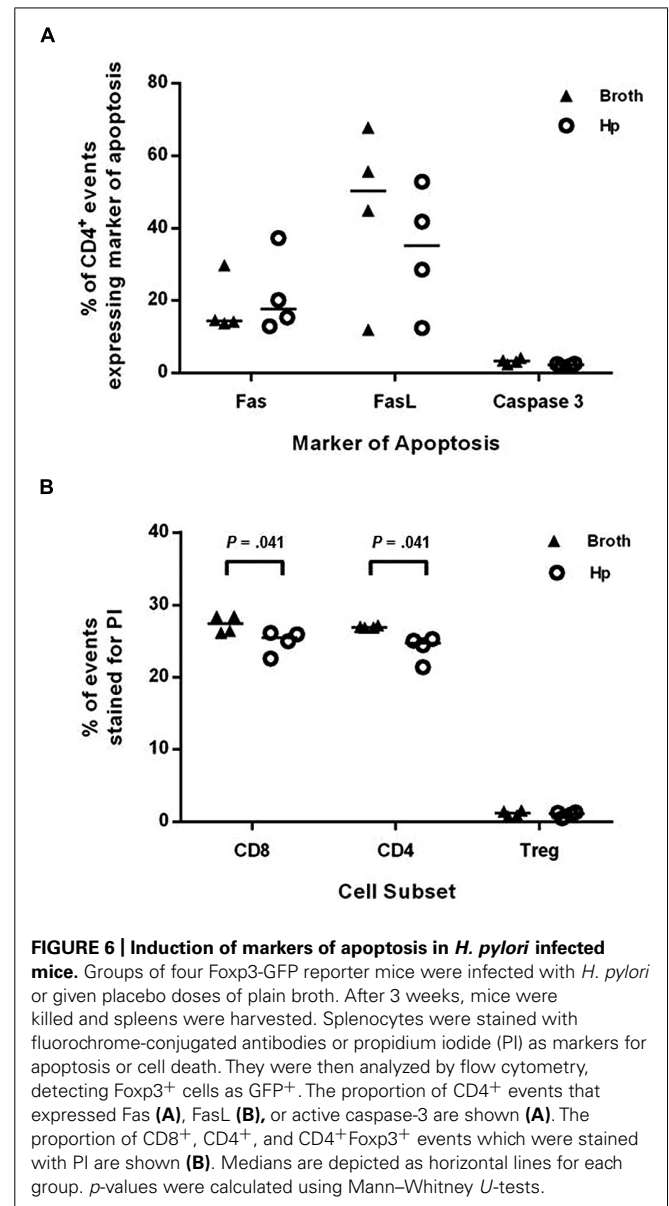 A
% of CD4+ events
expressing marker of apoptosis
80
60
40
20
0
Broth
Hp
Fas FasL Caspase 3
Marker of Apoptosis
B
% of events
stained for PI
40
30
20
10
0
P = .041 P = .041
Broth
Hp
CD8 CD4 Treg
Cell Subset
FIGURE 6 | Induction of markers of apoptosis in H. pylori infected
mice. Groups of four Foxp3-GFP reporter mice were infected with H. pylori
or given placebo doses of plain broth. After 3 weeks, mice were
killed and spleens were harvested. Splenocytes were stained with
fluorochrome-conjugated antibodies or propidium iodide (PI) as markers for
apoptosis or cell death. They were then analyzed by flow cytometry,
detecting Foxp3+ cells as GFP+. The proportion of CD4+ events that
expressed Fas (A), FasL (B), or active caspase-3 are shown (A). The
proportion of CD8+, CD4+, and CD4+Foxp3+ events which were stained
with PI are shown (B). Medians are depicted as horizontal lines for each
group. p-values were calculated using Mann–Whitney U-tests.